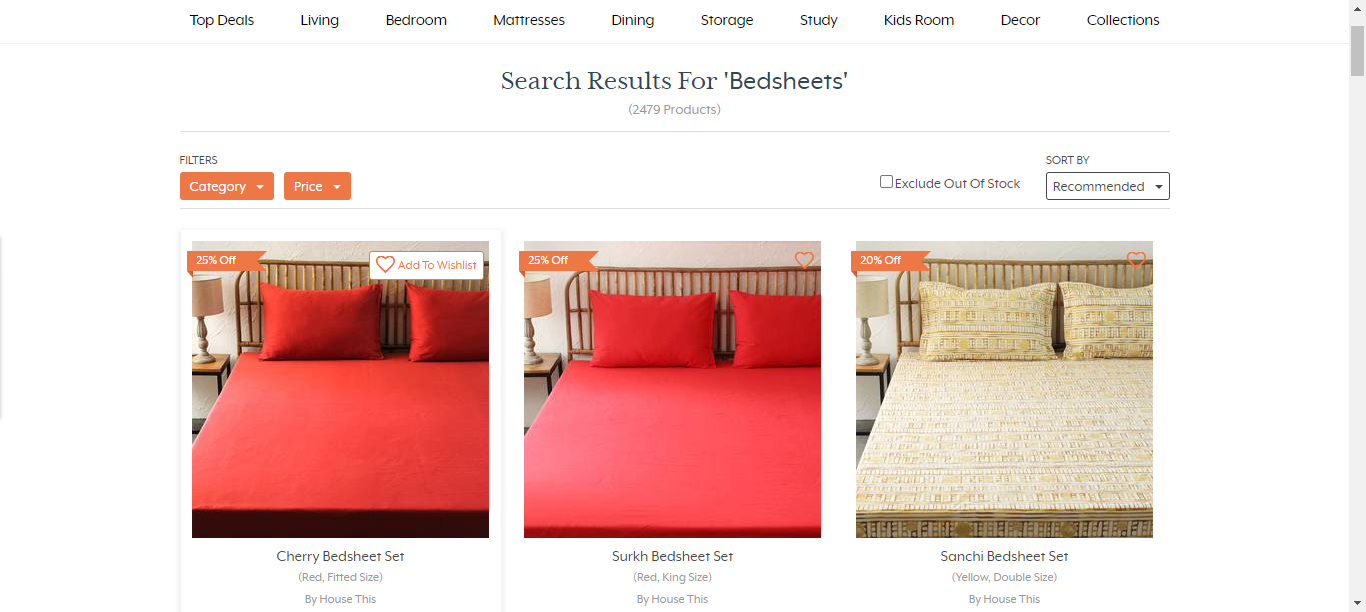 Top Deals Living Bedroom Mattresses Dining Storage Study Kids Room Decor Collections
Search Results For 'Bedsheets'
(2479 Products)
FILTERS
SORT BY
Category Price Exclude Out Of Stock Recommended
25% Off Add To Wishlist 25% Off 20% Off
Cherry Bedsheet Set Surkh Bedsheet Set Sanchi Bedsheet Set
(Red, Fitted Size) (Red, King Size) (Yellow, Double Size)
By House This By House This By House This